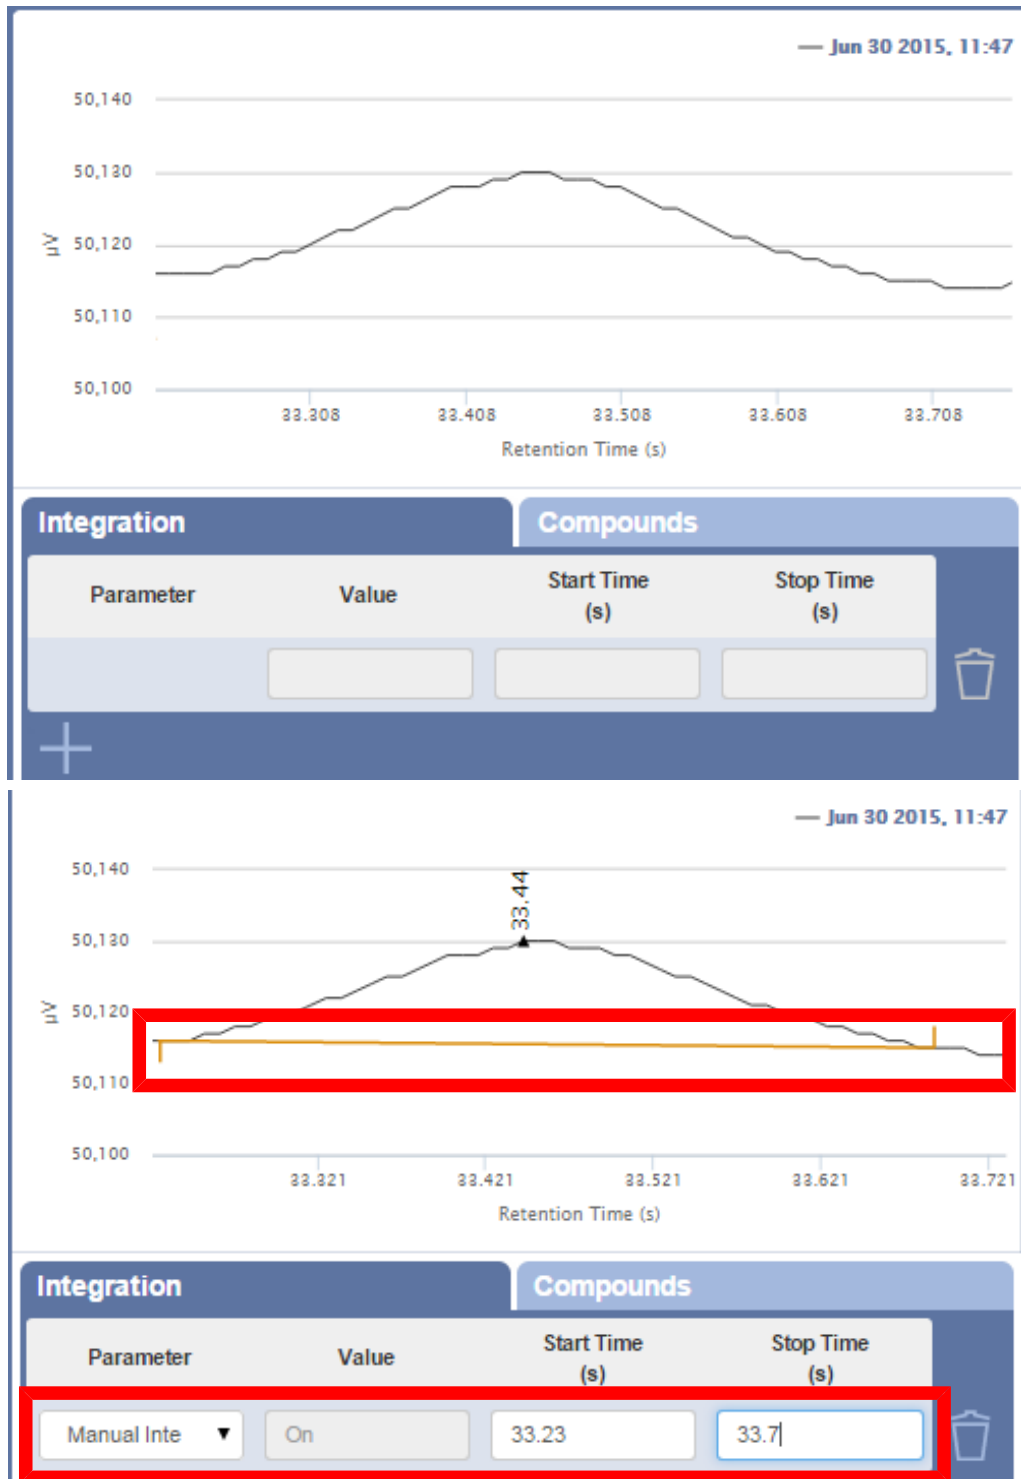 Jun 30 2015, 11:47
50,140
50,130
50,120
50,110
50,100
µV
33.308 33.408 33.508 33.608 33.708
Retention Time (s)
Integration Compounds
Parameter Value Start Time (s) Stop Time (s)
Jun 30 2015, 11:47
50,140
33.44
50,130
50,120
50,110
50,100
µV
33.321 33.421 33.521 33.621 33.721
Retention Time (s)
Integration Compounds
Parameter Value Start Time (s) Stop Time (s)
Manual Inte On 33.23 33.7